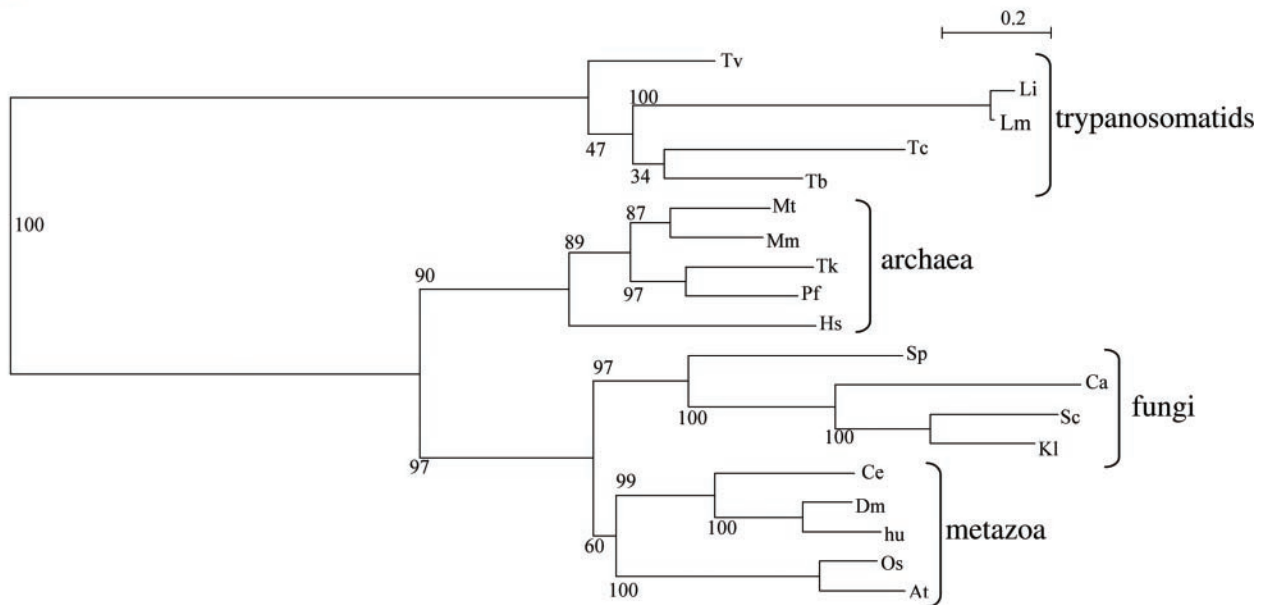 0.2
Tv
100
Li
Lm
trypanosomatids
47
Tc
34
Tb
100
87
Mt
89
Mm
archaea
90
Tk
97
Pf
Hs
97
Sp
Ca
100
Sc
fungi
100
Kl
97
99
Ce
Dm
100
hu
metazoa
60
Os
100
At